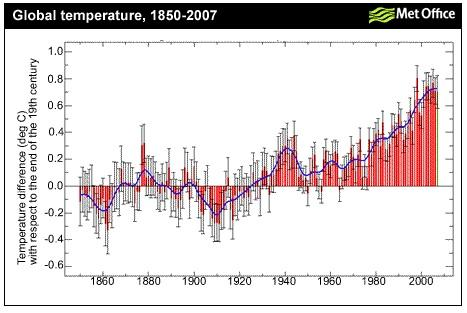 Global temperature, 1850-2007
Met Office
Temperature difference (deg C)
with respect to the end of the 19th century
1.0
0.8
0.6
0.4
0.2
0.0
-0.2
-0.4
-0.6
1860 1880 1900 1920 1940 1960 1980 2000